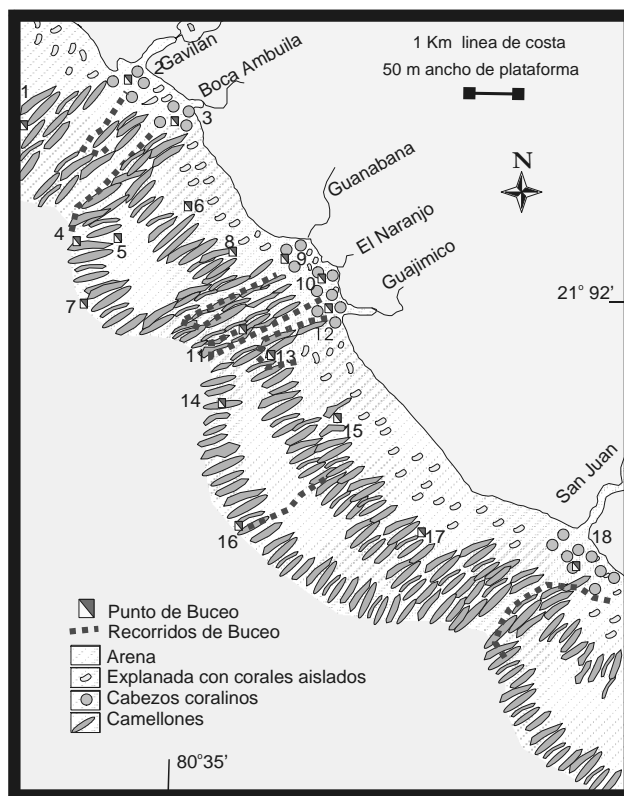 1 Km linea de costa
50 m ancho de plataforma
N
Gavilán
Boca Ambuila
Guanabana
El Naranjo
Guajimico
San Juan
21° 92'
1
2
3
4
5
6
7
8
9
10
11
12
13
14
15
16
17
18
Punto de Buceo
Recorridos de Buceo
Arena
Explanada con corales aislados
Cabezos coralinos
Camellones
80°35'